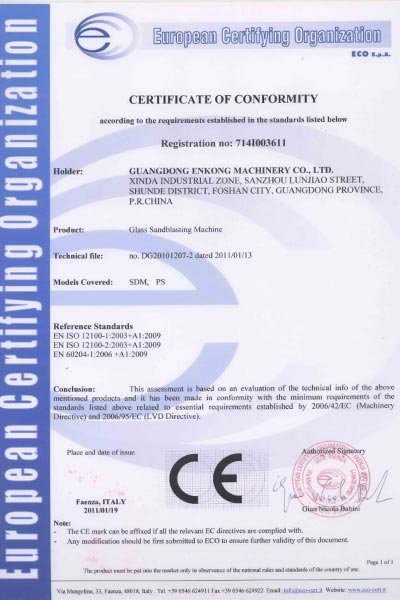 European Certifying Organization
European Certifying Organization
ECO S.p.A.
CERTIFICATE OF CONFORMITY
according to the requirements established in the standards listed below
Registration no: 714I003611
Holder: GUANGDONG ENKONG MACHINERY CO., LTD.
XINDA INDUSTRIAL ZONE, SANZHOU LUNJIAO STREET,
SHUNDE DISTRICT, FOSHAN CITY, GUANGDONG PROVINCE,
P.R.CHINA
Product: Glass Sandblasting Machine
Technical file: no. DG20101207-2 dated 2011/01/13
Models Covered: SDM, PS
Reference Standards
EN ISO 12100-1:2003+A1:2009
EN ISO 12100-2:2003+A1:2009
EN 60204-1:2006 +A1:2009
Conclusion: This assessment is based on an evaluation of the technical info of the above
mentioned products and it has been made in conformity with the minimum requirements of the
standards listed above related to essential requirements established by 2006/42/EC (Machinery
Directive) and 2006/95/EC (LVD Directive).
Place and date of issue
Authorized Signatory
CE
Faenza, ITALY
2011/01/19
Gian Nicola Babini
Note:
- The CE mark can be affixed if all the relevant EC directives are complied with.
- Any modification should be first submitted to ECO to ensure further validity of this document.
Page 1 of 1
The product must be put into the market only in observance of the national rules and standards of the country of use.
Via Mengolina, 33, Faenza, 48018, Italy . Tel +39 0546 624911 Fax +39 0546 624922 Email: info@eco-cert.it Website: www.eco-cert.it